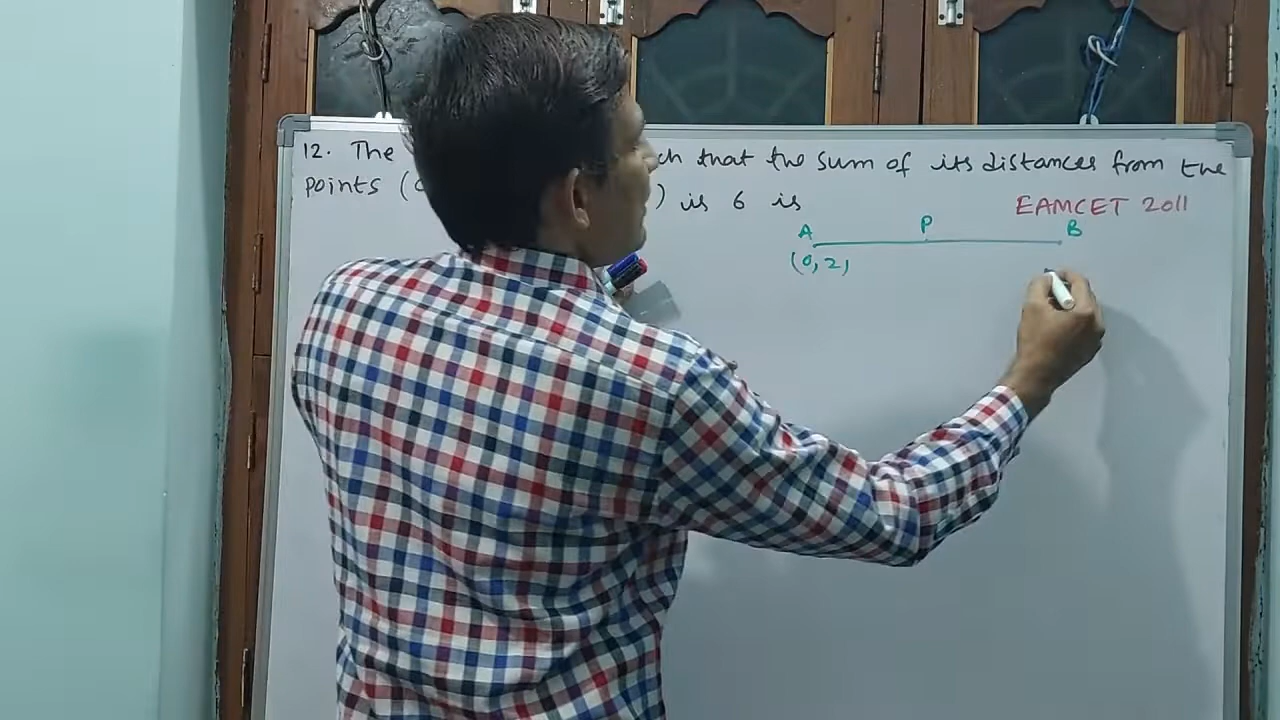 12. The ch that the sum of its distances from the
points ( ) is 6 is
EAMCET 2011
A P B
(0, 2)